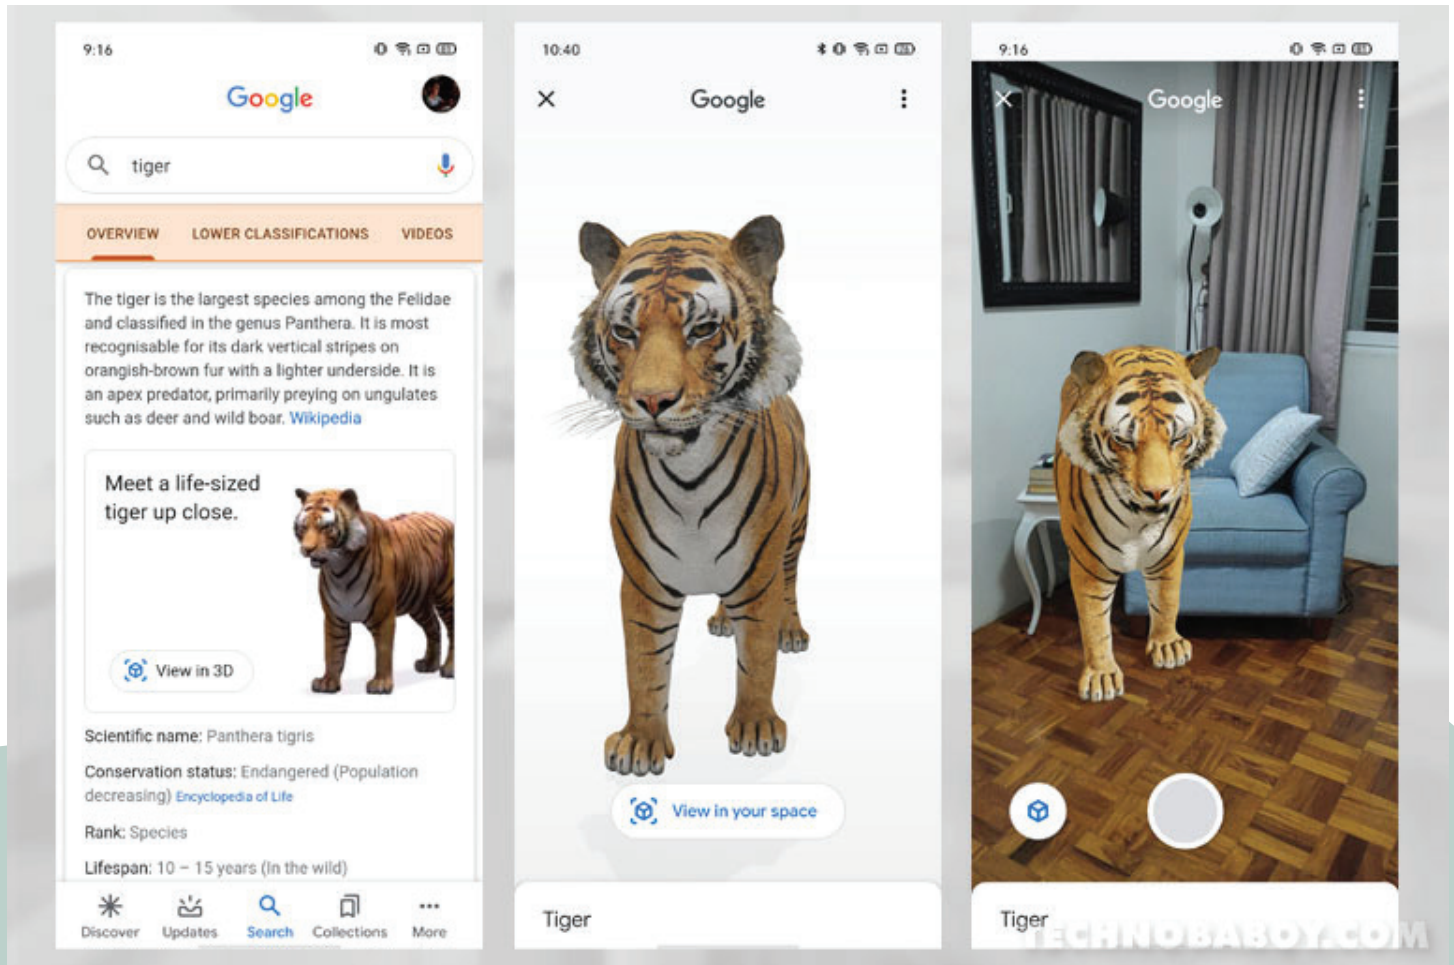 9:16
Google
tiger
OVERVIEW LOWER CLASSIFICATIONS VIDEOS
The tiger is the largest species among the Felidae
and classified in the genus Panthera. It is most
recognisable for its dark vertical stripes on
orangish-brown fur with a lighter underside. It is
an apex predator, primarily preying on ungulates
such as deer and wild boar. Wikipedia
Meet a life-sized
tiger up close.
View in 3D
Scientific name: Panthera tigris
Conservation status: Endangered (Population
decreasing) Encyclopedia of Life
Rank: Species
Lifespan: 10 – 15 years (In the wild)
Discover Updates Search Collections More
10:40
Google
View in your space
Tiger
9:16
Google
Tiger
TECHNOBABOY.COM